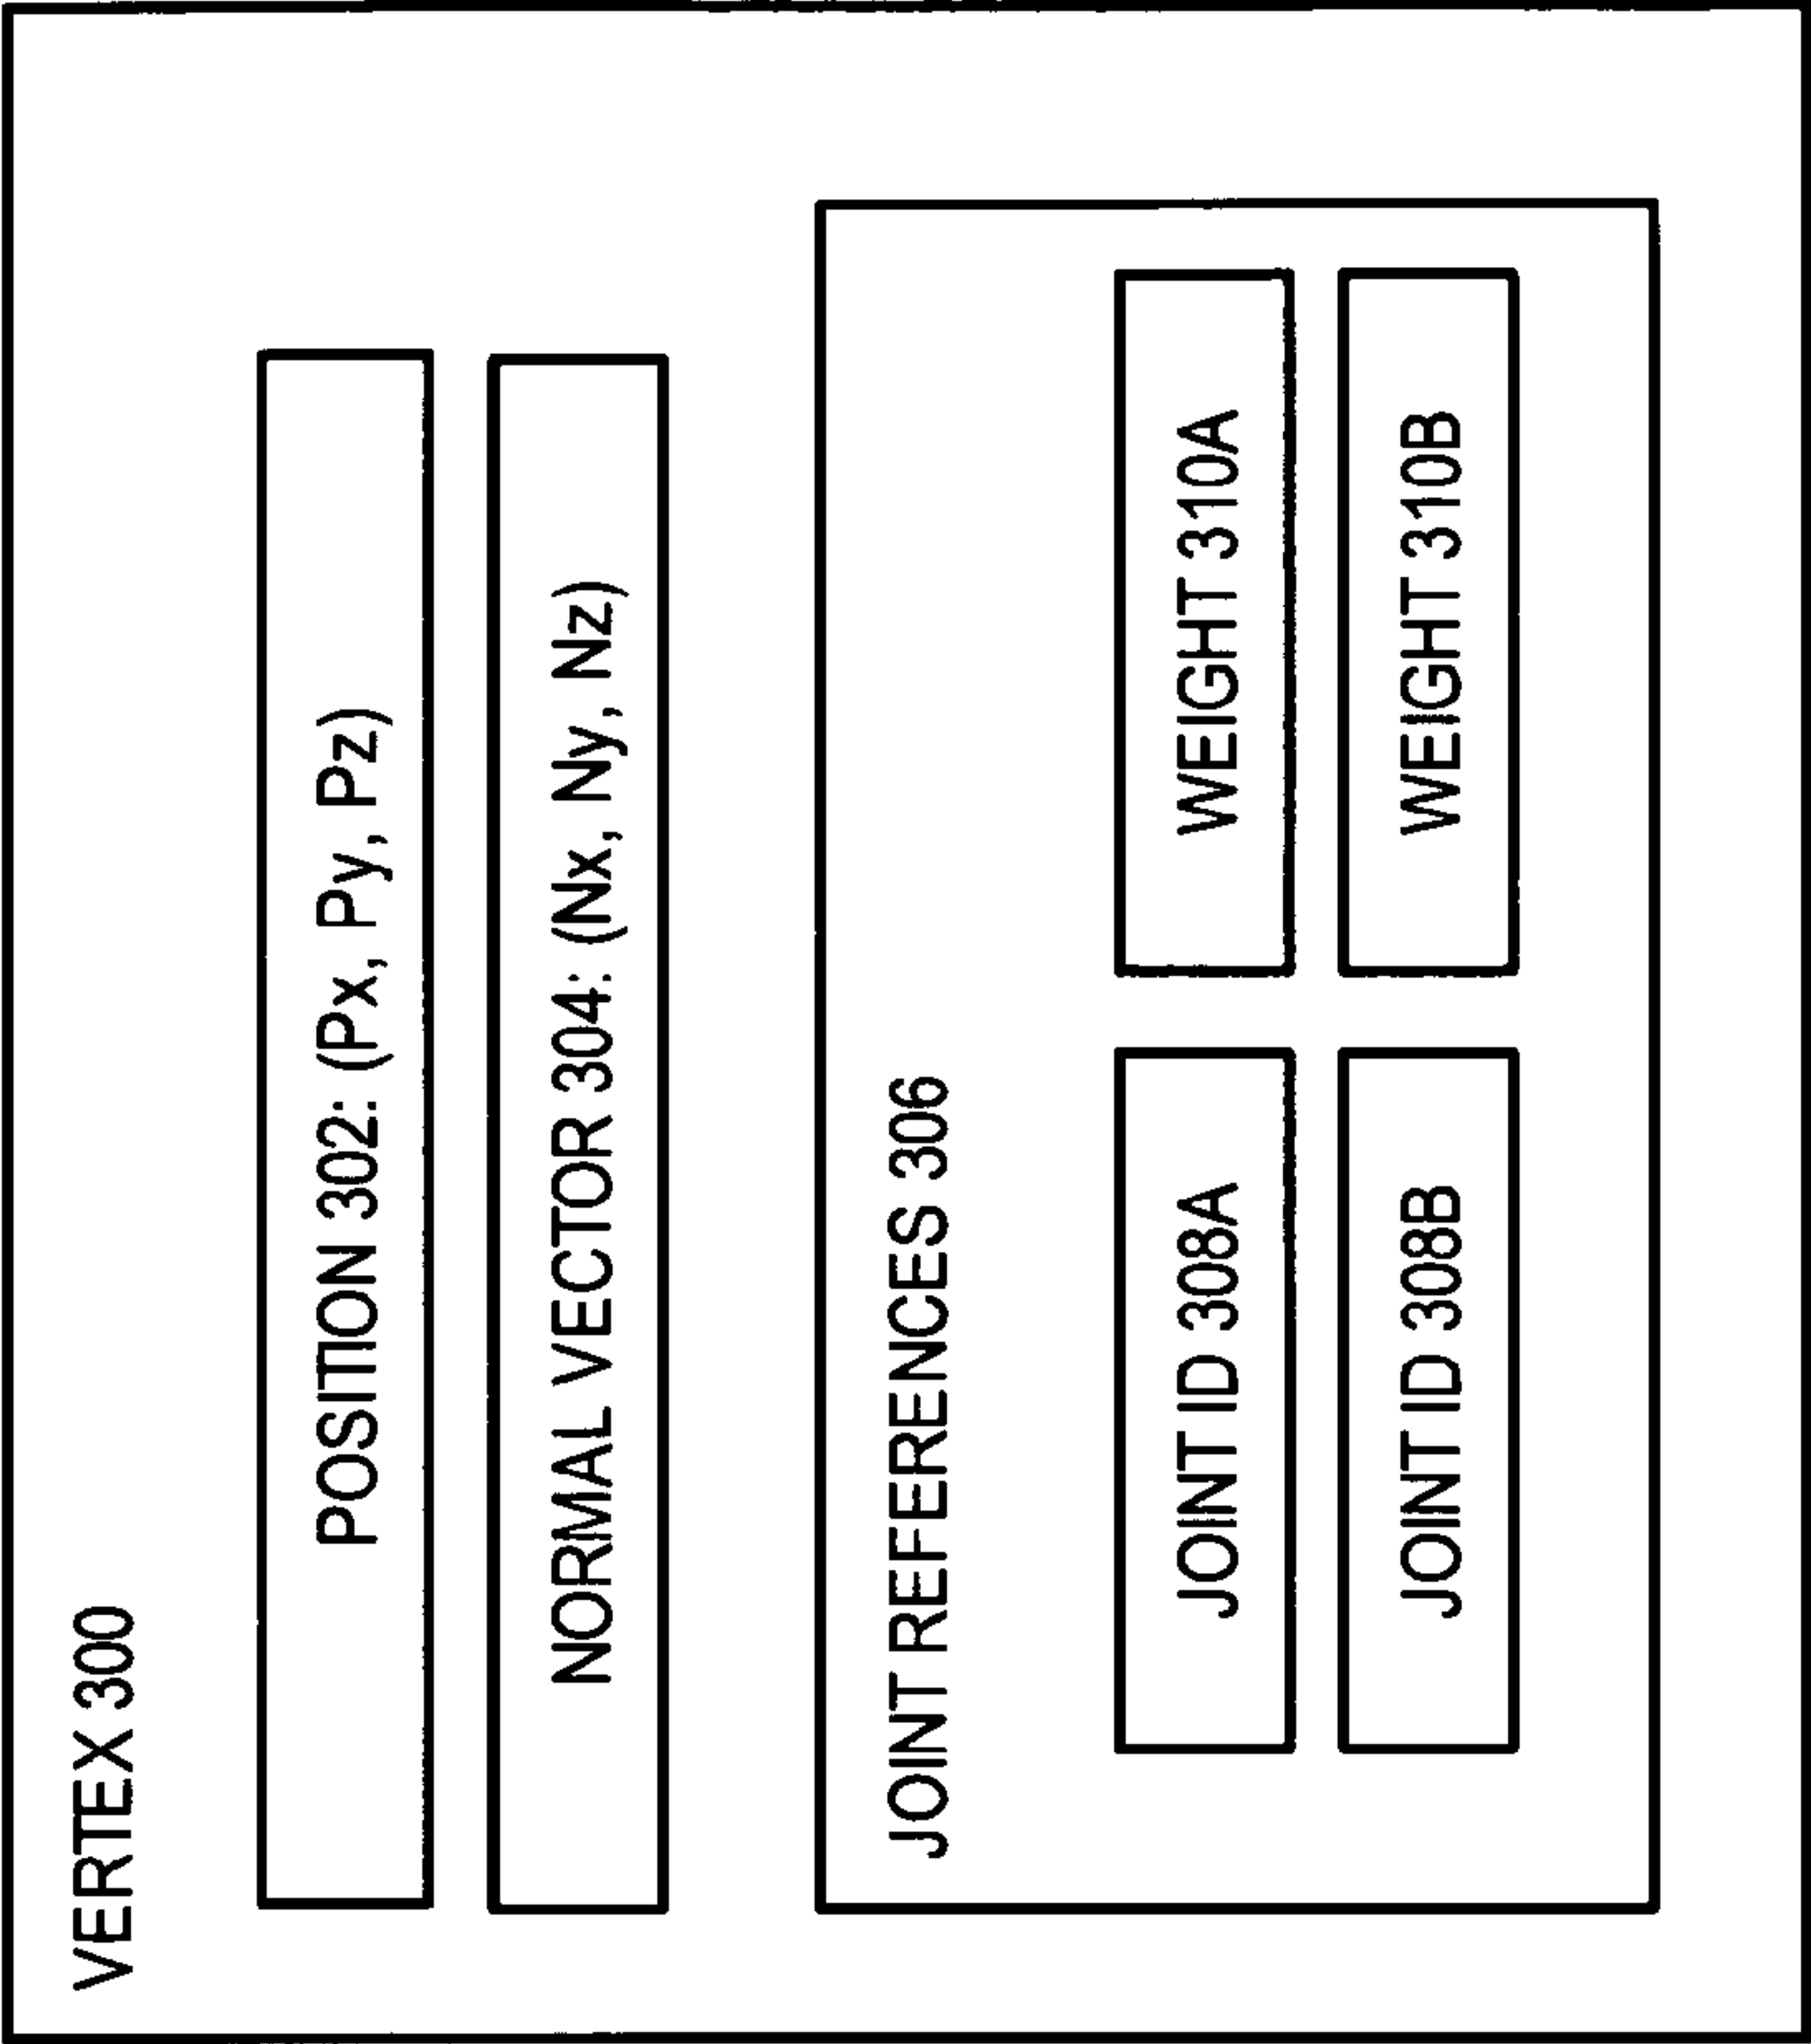 VERTEX 300
POSITION 302: (Px, Py, Pz)
NORMAL VECTOR 304: (Nx, Ny, Nz)
JOINT REFERENCES 306
JOINT ID 308A
WEIGHT 310A
JOINT ID 308B
WEIGHT 310B